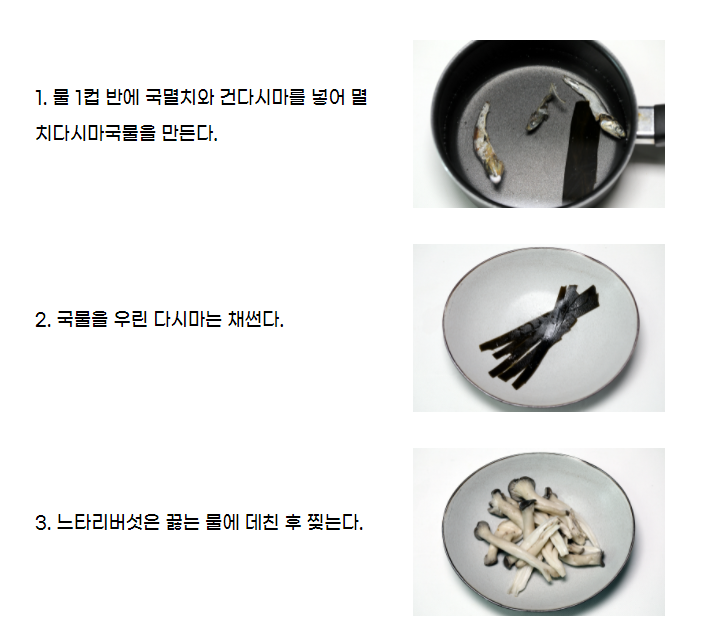 1. 물 1컵 반에 국멸치와 건다시마를 넣어 멸
치다시마국물을 만든다.
2. 국물을 우린 다시마는 채썬다.
3. 느타리버섯은 끓는 물에 데친 후 찢는다.